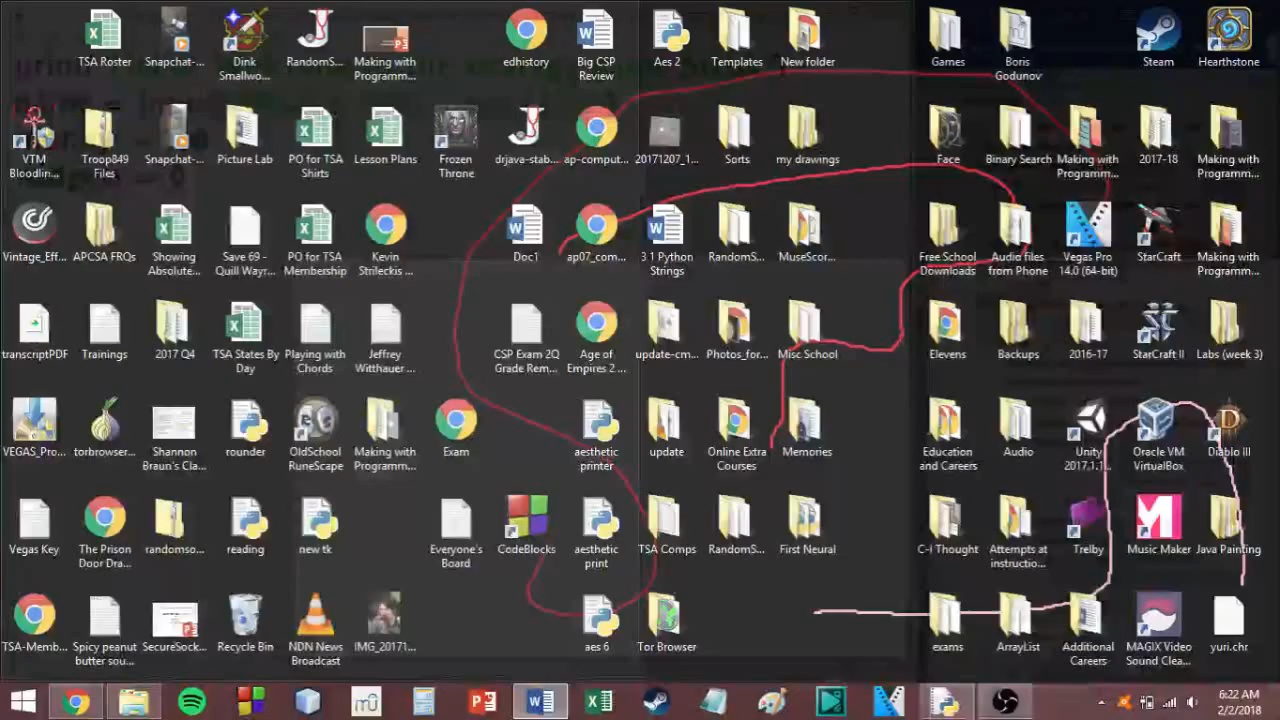 TSA Roster
Snapchat-...
Dink
Smallwo...
RandomS...
Making with
Programm...
edhistory
Big CSP
Review
Aes 2
Templates
New folder
Games
Boris
Godunov
Steam
Hearthstone
VTM
Bloodlin...
Troop849
Files
Snapchat-...
Picture Lab
PO for TSA
Shirts
Lesson Plans
Frozen
Throne
drjava-stab...
ap-comput...
20171207_1...
Sorts
my drawings
Face
Binary Search
Making with
Programm...
2017-18
Making with
Programm...
Vintage_Eff...
APCSA FRQs
Showing
Absolute...
Save 69 -
Quill Wayr...
PO for TSA
Membership
Kevin
Strileckis ...
Doc1
ap07_com...
3 1 Python
Strings
RandomS...
MuseScor...
Free School
Downloads
Audio files
from Phone
Vegas Pro
14.0 (64-bit)
StarCraft
Making with
Programm...
transcriptPDF
Trainings
2017 Q4
TSA States By
Day
Playing with
Chords
Jeffrey
Witthauer ...
CSP Exam 2Q
Grade Rem...
Age of
Empires 2 ...
update-cm...
Photos_for...
Misc School
Elevens
Backups
2016-17
StarCraft II
Labs (week 3)
VEGAS_Pro...
torbrowser...
Shannon
Braun's Cla...
rounder
OldSchool
RuneScape
Making with
Programm...
Exam
aesthetic
printer
update
Online Extra
Courses
Memories
Education
and Careers
Audio
Unity
2017.1.1...
Oracle VM
VirtualBox
Diablo III
Vegas Key
The Prison
Door Dra...
randomso...
reading
new tk
Everyone's
Board
CodeBlocks
aesthetic
print
TSA Comps
RandomS...
First Neural
C-I Thought
Attempts at
instructio...
Trelby
Music Maker
Java Painting
TSA-Memb...
Spicy peanut
butter sou...
SecureSock...
Recycle Bin
NDN News
Broadcast
IMG_20171...
aes 6
Tor Browser
exams
ArrayList
Additional
Careers
MAGIX Video
Sound Clea...
yuri.chr
6:22 AM
2/2/2018